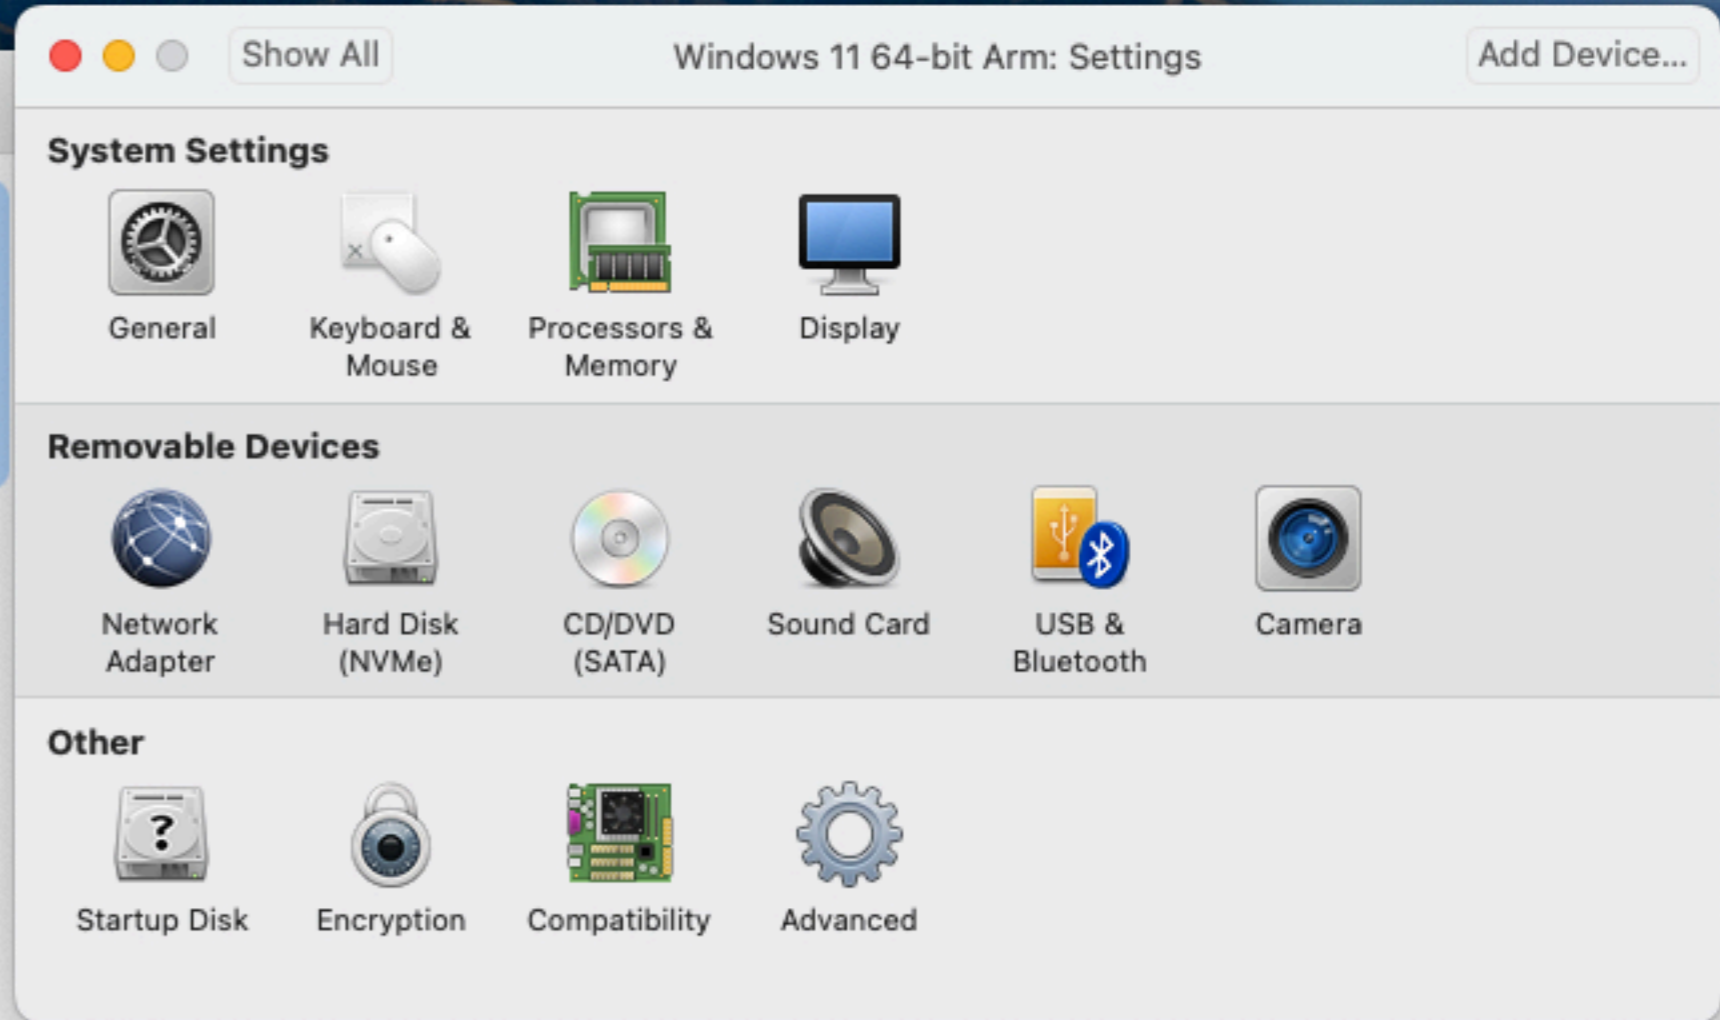 Show All
Windows 11 64-bit Arm: Settings
Add Device...
System Settings
General
Keyboard &
Mouse
Processors &
Memory
Display
Removable Devices
Network
Adapter
Hard Disk
(NVMe)
CD/DVD
(SATA)
Sound Card
USB &
Bluetooth
Camera
Other
Startup Disk
Encryption
Compatibility
Advanced